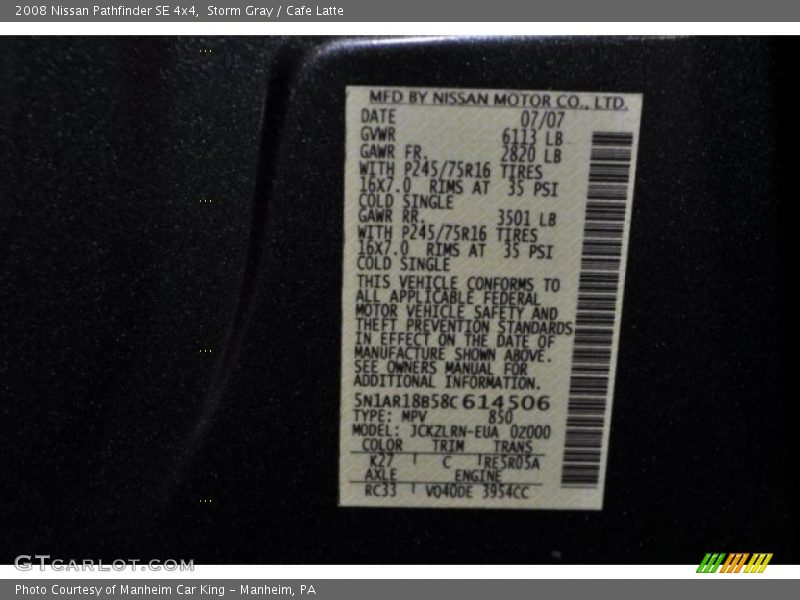 2008 Nissan Pathfinder SE 4x4, Storm Gray / Cafe Latte
MFD BY NISSAN MOTOR CO., LTD.
DATE 07/07
GVWR 6113 LB
GAWR FR. 2820 LB
WITH P245/75R16 TIRES
16X7.0 RIMS AT 35 PSI
COLD SINGLE
GAWR RR. 3501 LB
WITH P245/75R16 TIRES
16X7.0 RIMS AT 35 PSI
COLD SINGLE
THIS VEHICLE CONFORMS TO
ALL APPLICABLE FEDERAL
MOTOR VEHICLE SAFETY AND
THEFT PREVENTION STANDARDS
IN EFFECT ON THE DATE OF
MANUFACTURE SHOWN ABOVE.
SEE OWNERS MANUAL FOR
ADDITIONAL INFORMATION.
5N1AR18B58C614506
TYPE: MPV 850
MODEL: JCKZLRN-EUA 02000
COLOR TRIM TRANS
K27 C RE5R05A
AXLE ENGINE
RC33 VQ40DE 3954CC
GTCARLOT.COM
Photo Courtesy of Manheim Car King - Manheim, PA